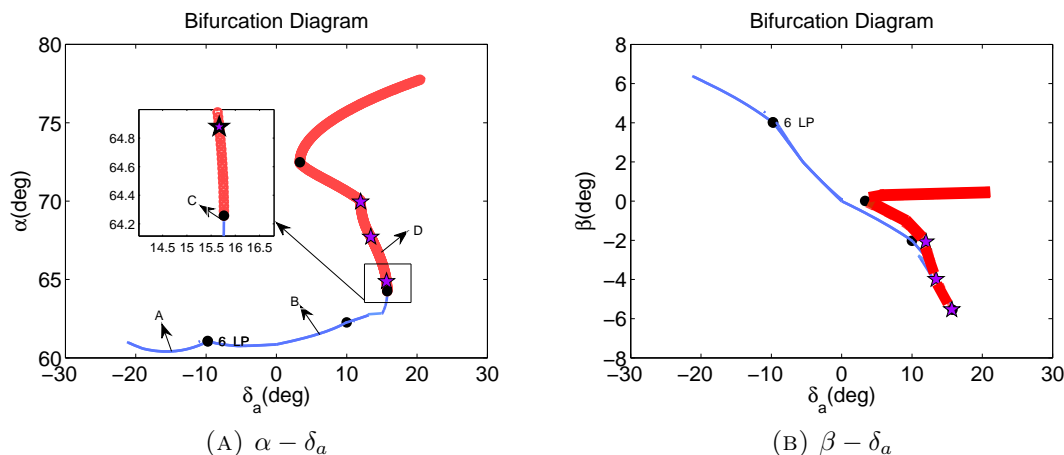 Bifurcation Diagram
80
75
70
65
60
α(deg)
64.8
64.6
64.4
64.2
14.5 15 15.5 16 16.5
C
D
A
B
6 LP
−30 −20 −10 0 10 20 30
δa(deg)
(A) α − δa
Bifurcation Diagram
8
6
4
2
0
−2
−4
−6
−8
β(deg)
6 LP
−30 −20 −10 0 10 20 30
δa(deg)
(B) β − δa